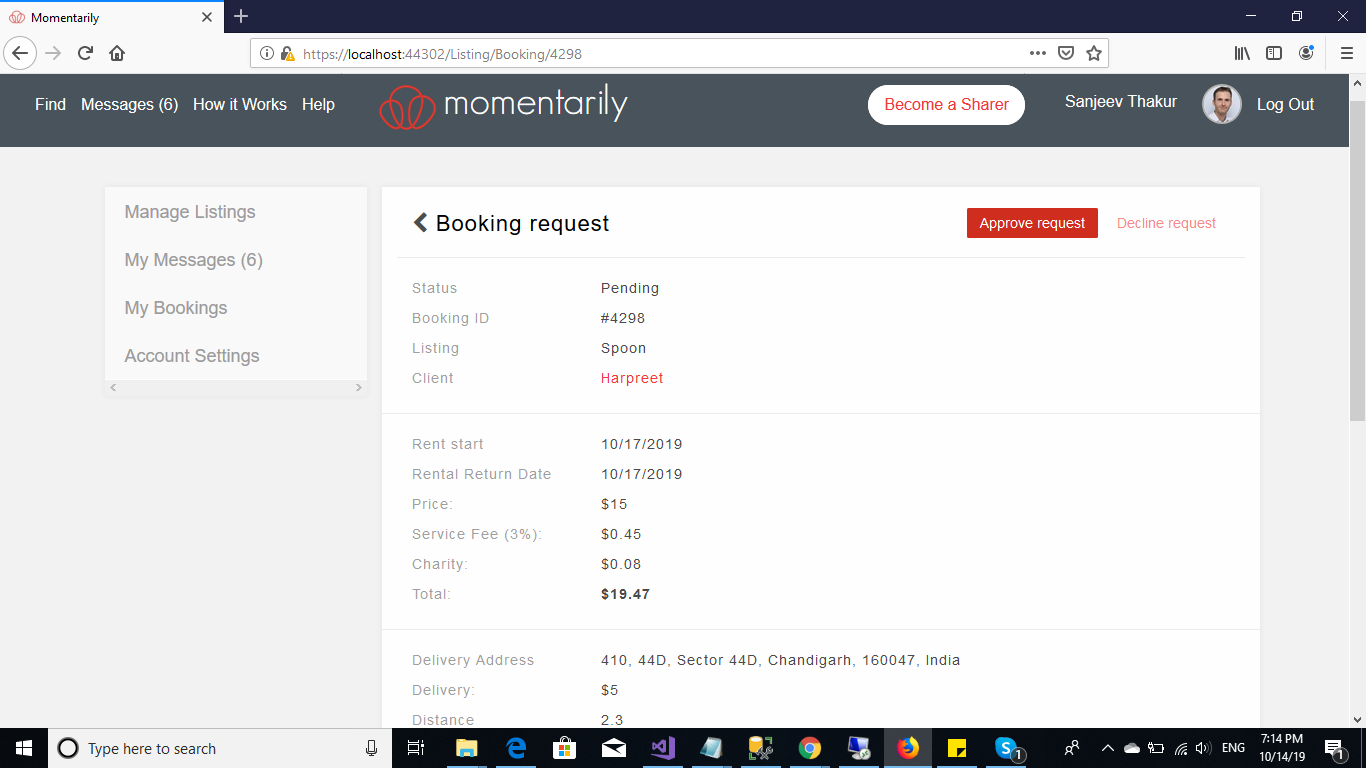 Momentarily
https://localhost:44302/Listing/Booking/4298
Find Messages (6) How it Works Help momentarily Become a Sharer Sanjeev Thakur Log Out
Manage Listings
My Messages (6)
My Bookings
Account Settings
Booking request Approve request Decline request
Status Pending
Booking ID #4298
Listing Spoon
Client Harpreet
Rent start 10/17/2019
Rental Return Date 10/17/2019
Price: $15
Service Fee (3%): $0.45
Charity: $0.08
Total: $19.47
Delivery Address 410, 44D, Sector 44D, Chandigarh, 160047, India
Delivery: $5
Distance 2.3
Type here to search 1 ENG 7:14 PM 1
10/14/19